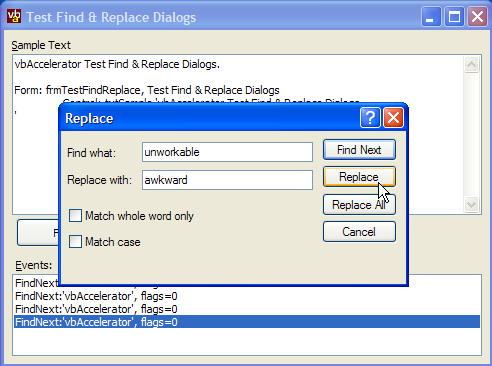 vb
a
Test Find & Replace Dialogs
Sample Text
vbAccelerator Test Find & Replace Dialogs.
Form: frmTestFindReplace, Test Find & Replace Dialogs
'
Replace
?
Find what:
unworkable
Find Next
Replace with:
awkward
Replace
Match whole word only
Replace All
Match case
Cancel
F
Events:
FindNext:'vbAccelerator', flags=0
FindNext:'vbAccelerator', flags=0
FindNext:'vbAccelerator', flags=0
FindNext:'vbAccelerator', flags=0